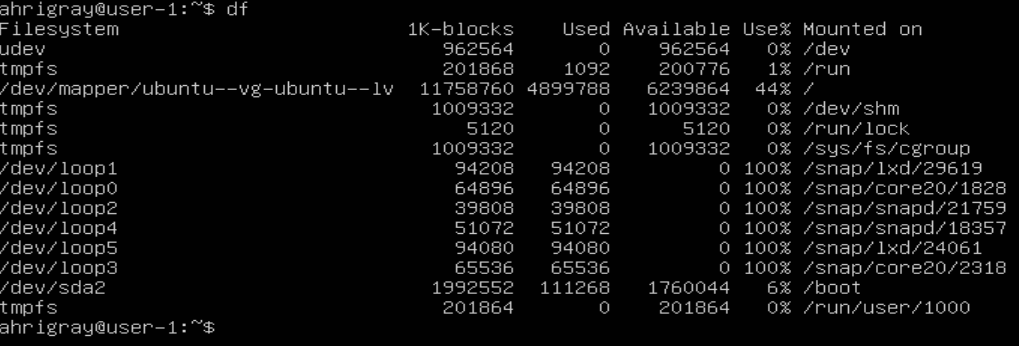 ahrigray@user-1:~$ df
Filesystem                        1K-blocks    Used Available Use% Mounted on
udev                                 962564       0    962564   0% /dev
tmpfs                                201868    1092    200776   1% /run
/dev/mapper/ubuntu--vg-ubuntu--lv  11758760 4899788   6239864  44% /
tmpfs                               1009332       0   1009332   0% /dev/shm
tmpfs                                  5120       0      5120   0% /run/lock
tmpfs                               1009332       0   1009332   0% /sys/fs/cgroup
/dev/loop1                            94208   94208         0 100% /snap/lxd/29619
/dev/loop0                            64896   64896         0 100% /snap/core20/1828
/dev/loop2                            39808   39808         0 100% /snap/snapd/21759
/dev/loop4                            51072   51072         0 100% /snap/snapd/18357
/dev/loop5                            94080   94080         0 100% /snap/lxd/24061
/dev/loop3                            65536   65536         0 100% /snap/core20/2318
/dev/sda2                           1992552  111268   1760044   6% /boot
tmpfs                                201864       0    201864   0% /run/user/1000
ahrigray@user-1:~$